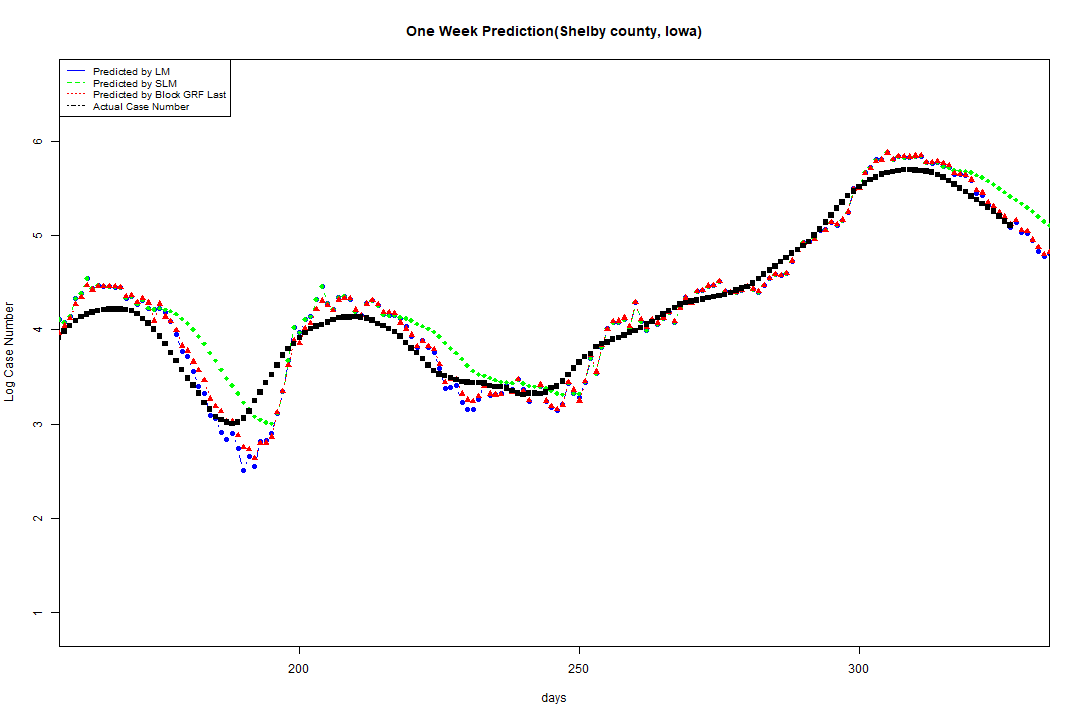 One Week Prediction(Shelby county, Iowa)
Predicted by LM
Predicted by SLM
Predicted by Block GRF Last
Actual Case Number
6
5
4
3
2
1
Log Case Number
200
250
300
days